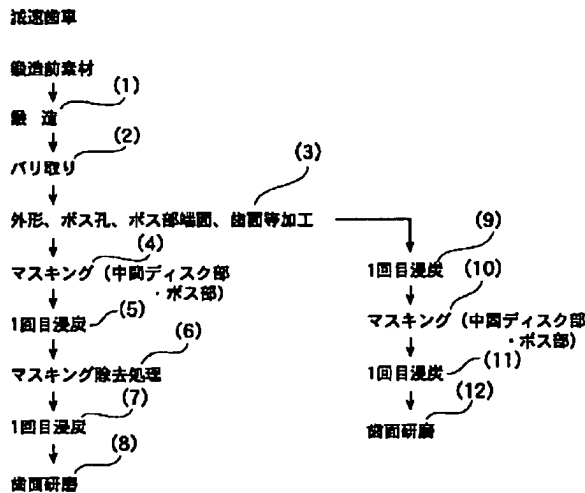 減速歯車
鍛造前素材
(1)
鍛 造
(2)
バリ取り
(3)
外形、ボス孔、ボス部端面、歯面等加工
(4)
マスキング（中間ディスク部
・ボス部）
(5)
1回目浸炭
(6)
マスキング除去処理
(7)
1回目浸炭
(8)
歯面研磨
(9)
1回目浸炭
(10)
マスキング（中間ディスク部
・ボス部）
(11)
1回目浸炭
(12)
歯面研磨